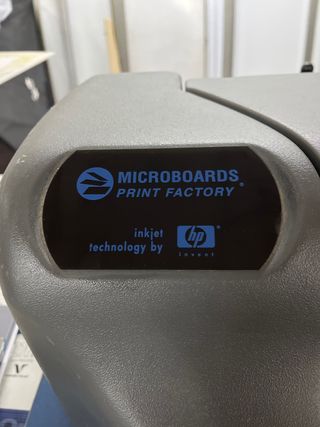 MICROBOARDS
PRINT FACTORY®
inkjet
technology by
hp
invent
V